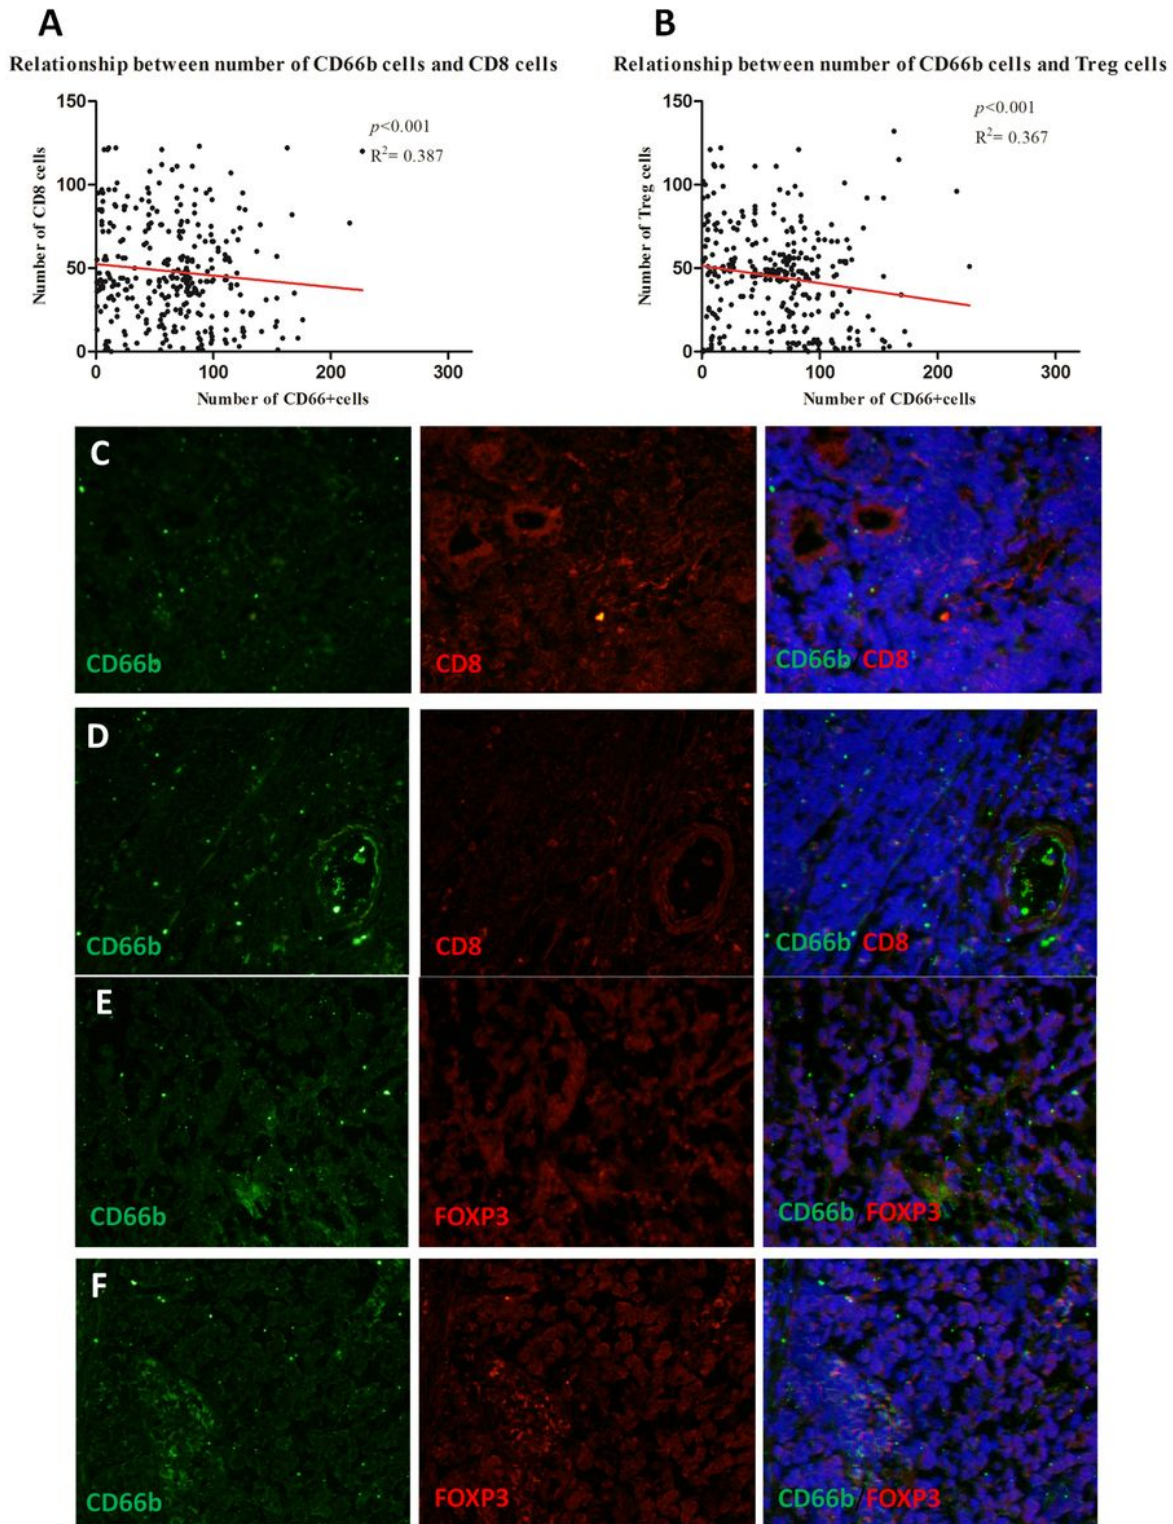 A
B
Relationship between number of CD66b cells and CD8 cells
Relationship between number of CD66b cells and Treg cells
150
100
50
0
Number of CD8 cells
p<0.001
R²= 0.387
0 100 200 300
Number of CD66+cells
150
100
50
0
Number of Treg cells
p<0.001
R²= 0.367
0 100 200 300
Number of CD66+cells
C
CD66b
CD8
CD66b CD8
D
CD66b
CD8
CD66b CD8
E
CD66b
FOXP3
CD66b FOXP3
F
CD66b
FOXP3
CD66b FOXP3